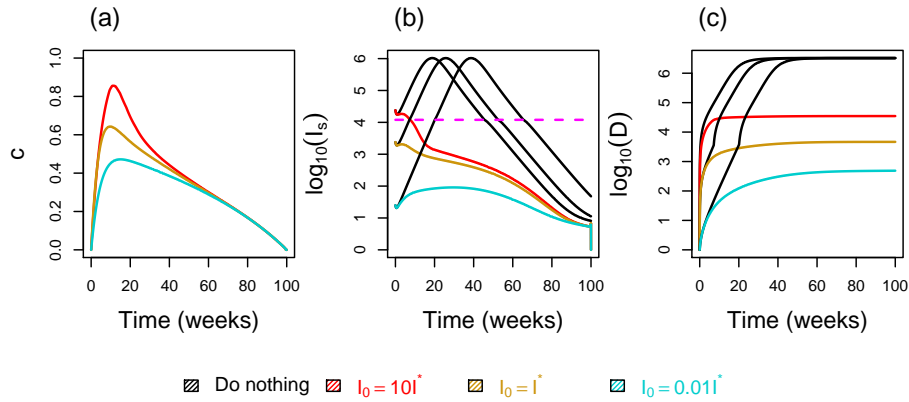 (a) (b) (c)
c
0.0 0.2 0.4 0.6 0.8 1.0
0 20 40 60 80 100
Time (weeks)
log10(Is)
0 1 2 3 4 5 6
0 20 40 60 80 100
Time (weeks)
log10(D)
0 1 2 3 4 5 6
0 20 40 60 80 100
Time (weeks)
Do nothing I0 = 10I* I0 = I* I0 = 0.01I*